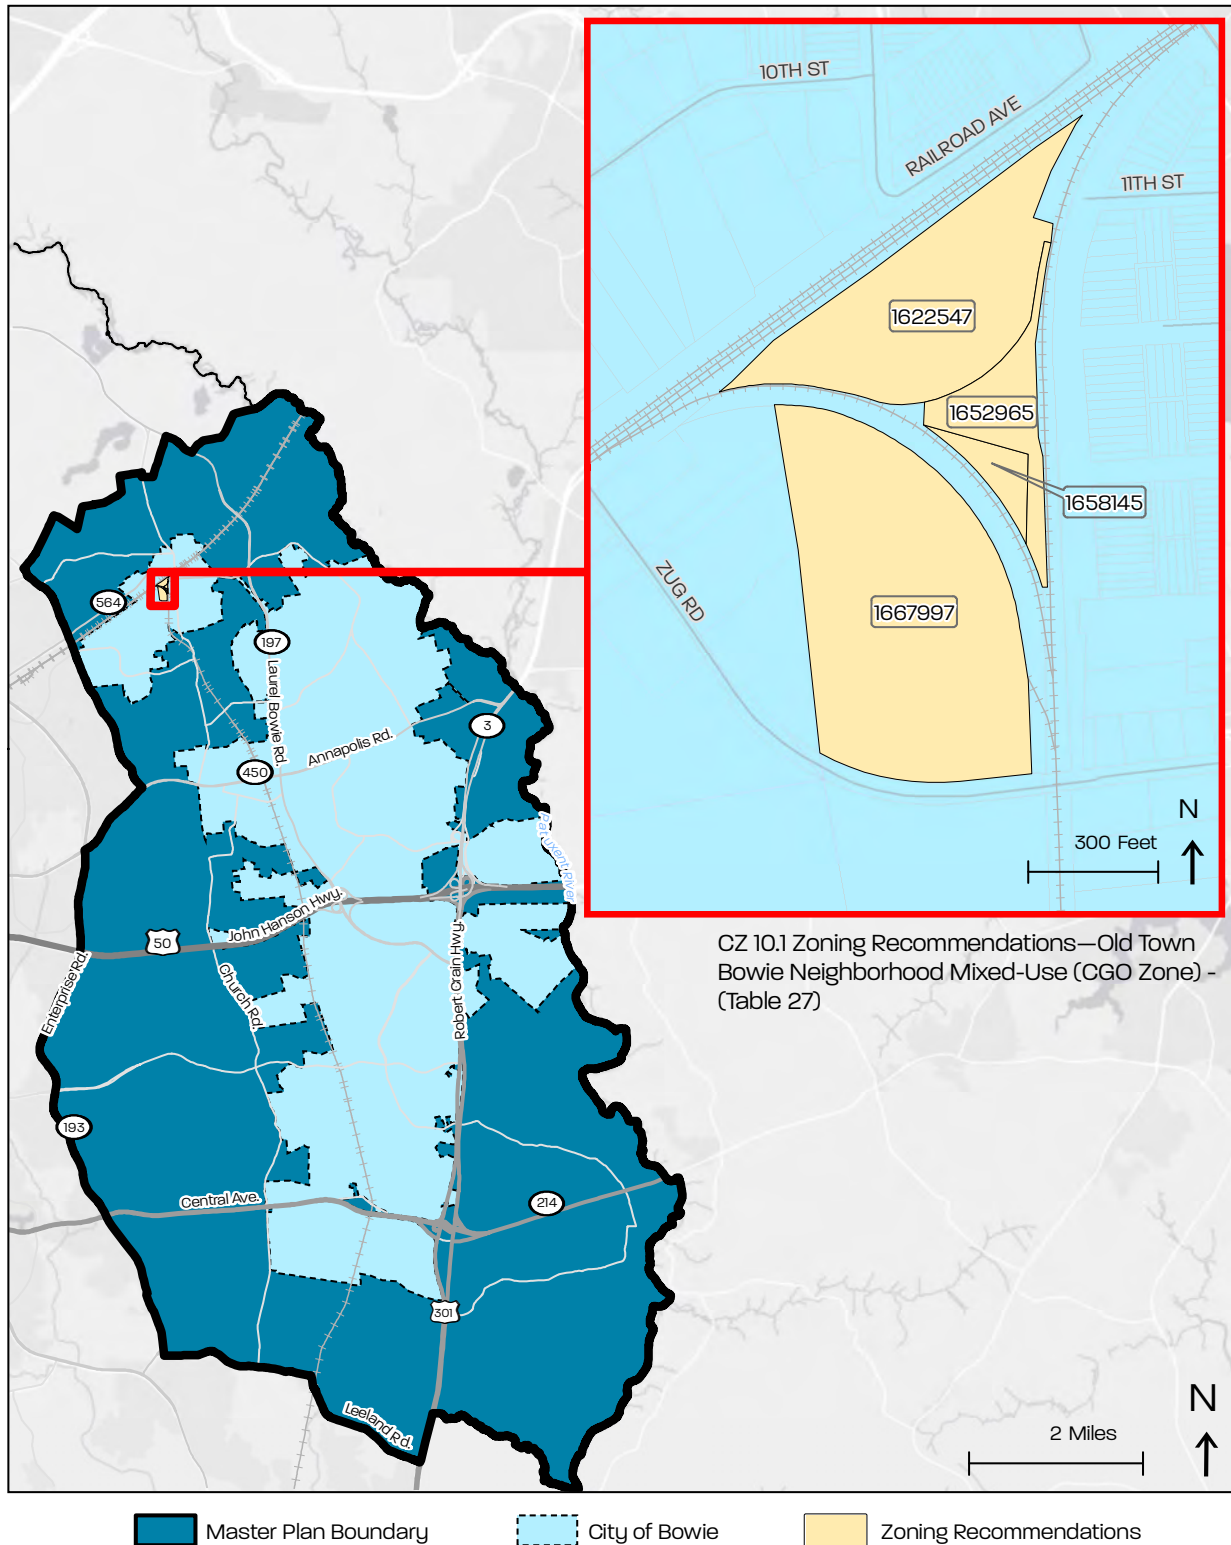 10TH ST
RAILROAD AVE
11TH ST
1622547
1652965
1658145
1667997
ZUG RD
N
300 Feet
CZ 10.1 Zoning Recommendations—Old Town
Bowie Neighborhood Mixed-Use (CGO Zone) -
(Table 27)
564
197
Laurel Bowie Rd.
3
Annapolis Rd.
450
Patuxent River
John Hanson Hwy.
50
Enterprise Rd.
Church Rd.
Robert Crain Hwy.
193
Central Ave.
214
301
Leeland Rd.
N
2 Miles
Master Plan Boundary
City of Bowie
Zoning Recommendations